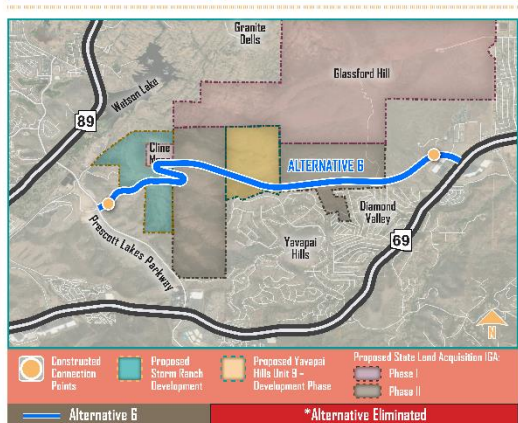 Granite
Dells
Glassford Hill
Watson Lake
89
Cline
ALTERNATIVE 6
Prescott Lakes Parkway
Diamond
Valley
Yavapai
Hills
69
N
Constructed
Connection
Points
Proposed
Storm Ranch
Development
Proposed Yavapai
Hills Unit 9 –
Development Phase
Proposed State Land Acquisition IGA:
Phase I
Phase II
Alternative 6
*Alternative Eliminated